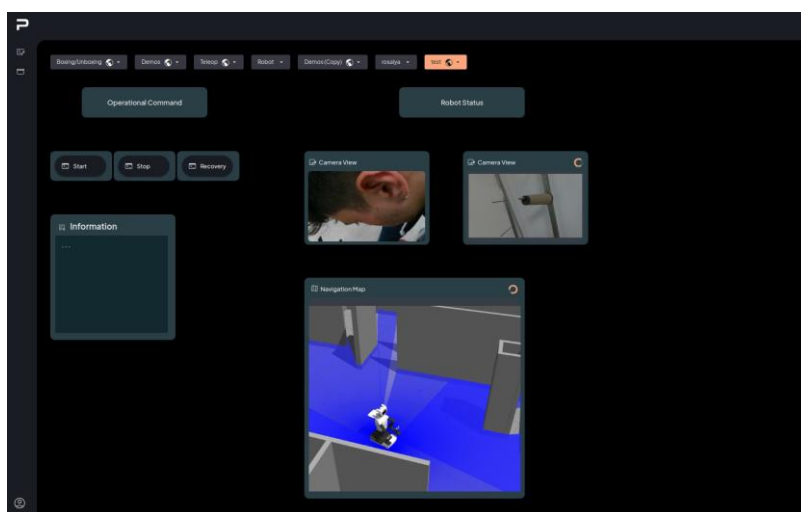 Boxing/Unboxing
Demos
Teleop
Robot
Demos(Copy)
rosalya
test
Operational Command
Robot Status
Start
Stop
Recovery
Camera View
Camera View
Information
...
Navigation Map